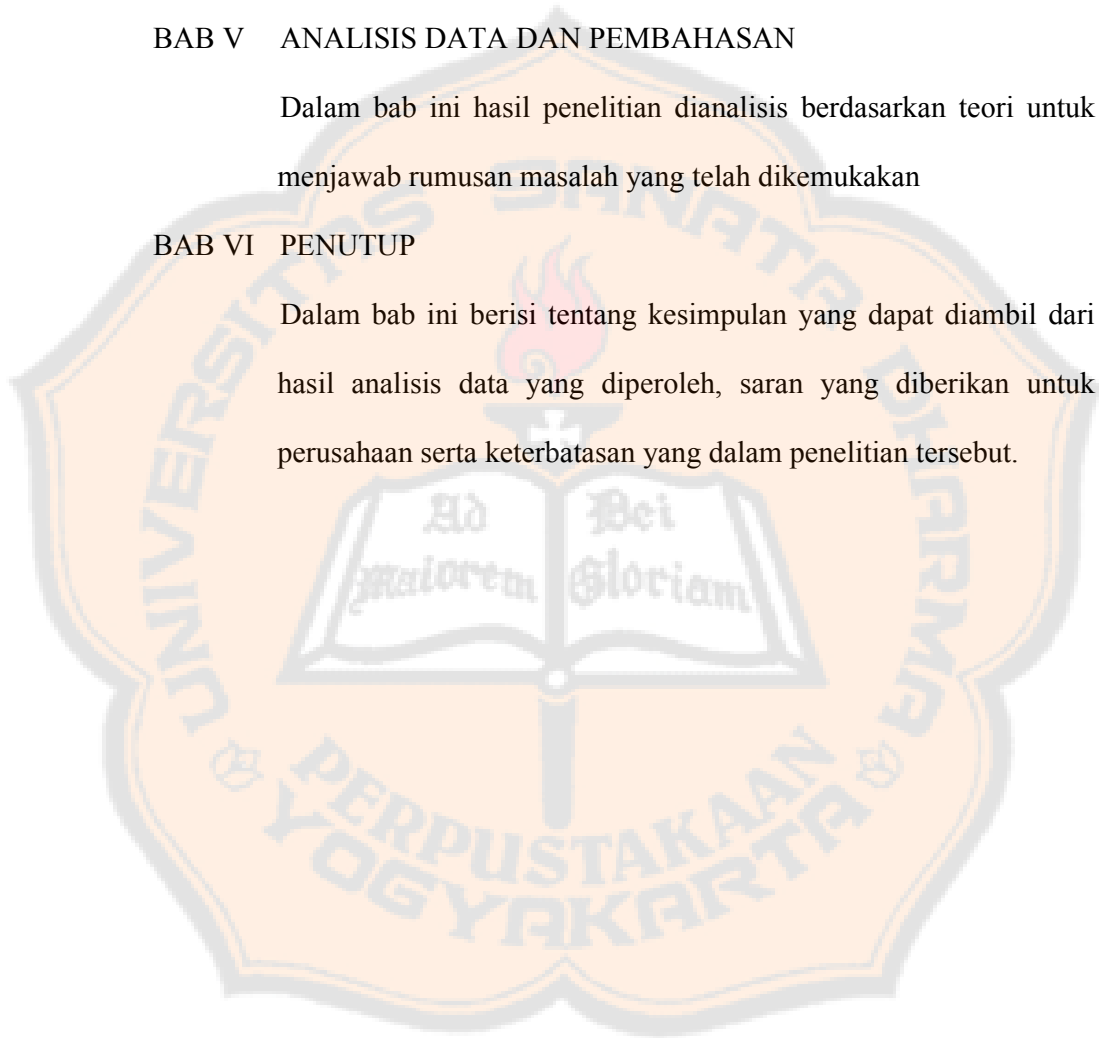 BAB V ANALISIS DATA DAN PEMBAHASAN
Dalam bab ini hasil penelitian dianalisis berdasarkan teori untuk
menjawab rumusan masalah yang telah dikemukakan
BAB VI PENUTUP
Dalam bab ini berisi tentang kesimpulan yang dapat diambil dari
hasil analisis data yang diperoleh, saran yang diberikan untuk
perusahaan serta keterbatasan yang dalam penelitian tersebut.
UNIVERSITAS SANATA DHARMA
Ad Dei
Maiorem Gloriam
PERPUSTAKAAN
YOGYAKARTA